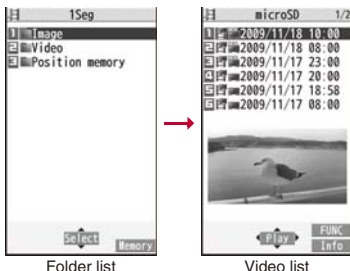 1Seg
1 Image
2 Video
3 Position memory
Select
Memory
Folder list
microSD 1/2
1 2009/11/18 10:00
2 2009/11/18 08:00
3 2009/11/17 23:00
4 2009/11/17 20:00
5 2009/11/17 18:58
6 2009/11/17 08:00
Play
FUNC
Info
Video list